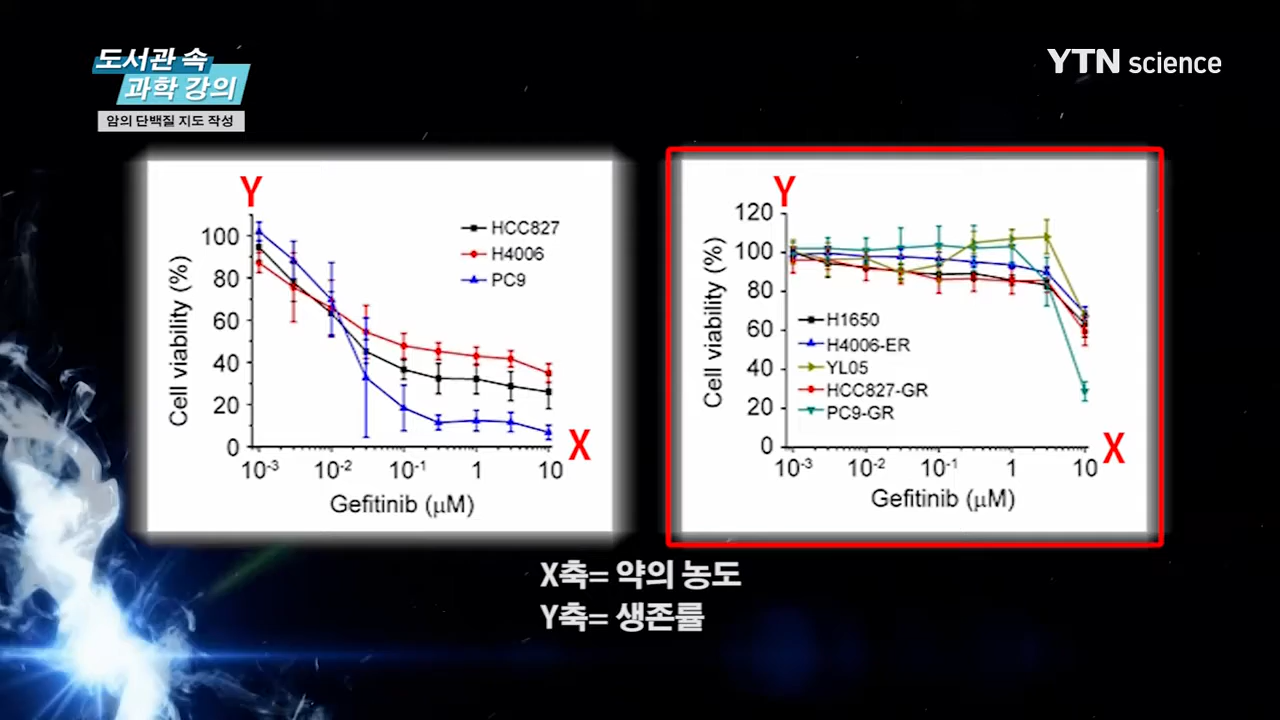 도서관 속
과학 강의
암의 단백질 지도 작성
YTN science
Y
HCC827
H4006
PC9
100
80
60
40
20
0
Cell viability (%)
10-3
10-2
10-1
1
10
X
Gefitinib (μM)
Y
120
100
80
60
40
20
0
Cell viability (%)
H1650
H4006-ER
YL05
HCC827-GR
PC9-GR
10-3
10-2
10-1
1
10
X
Gefitinib (μM)
X축= 약의 농도
Y축= 생존률